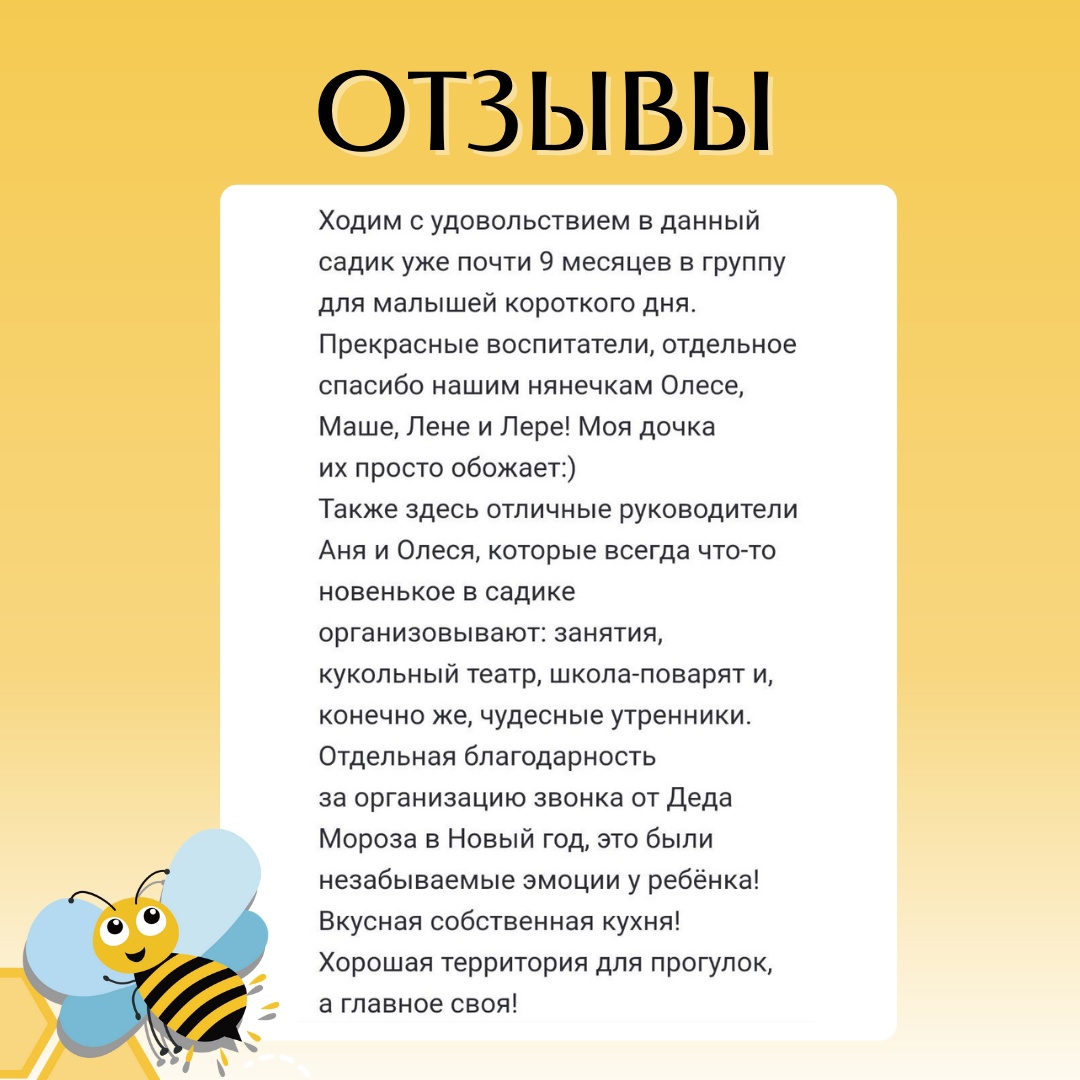 ОТЗЫВЫ
Ходим с удовольствием в данный
садик уже почти 9 месяцев в группу
для малышей короткого дня.
Прекрасные воспитатели, отдельное
спасибо нашим нянечкам Олесе,
Маше, Лене и Лере! Моя дочка
их просто обожает:)
Также здесь отличные руководители
Аня и Олеся, которые всегда что-то
новенькое в садике
организовывают: занятия,
кукольный театр, школа-поварят и,
конечно же, чудесные утренники.
Отдельная благодарность
за организацию звонка от Деда
Мороза в Новый год, это были
незабываемые эмоции у ребёнка!
Вкусная собственная кухня!
Хорошая территория для прогулок,
а главное своя!